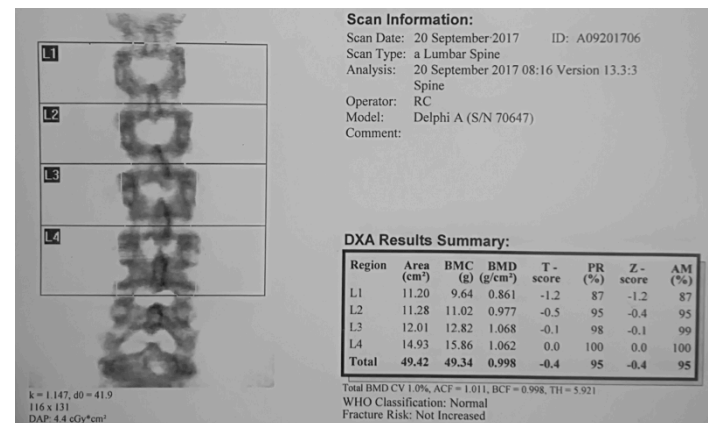 L1
L2
L3
L4
k = 1.147, d0 = 41.9
116 x 131
DAP: 4.4 cGy*cm²
Scan Information:
Scan Date: 20 September 2017 ID: A09201706
Scan Type: a Lumbar Spine
Analysis: 20 September 2017 08:16 Version 13.3:3
Spine
Operator: RC
Model: Delphi A (S/N 70647)
Comment:
DXA Results Summary:
Region Area (cm²) BMC (g) BMD (g/cm²) T-score PR (%) Z-score AM (%)
L1 11.20 9.64 0.861 -1.2 87 -1.2 87
L2 11.28 11.02 0.977 -0.5 95 -0.4 95
L3 12.01 12.82 1.068 -0.1 98 -0.1 99
L4 14.93 15.86 1.062 0.0 100 0.0 100
Total 49.42 49.34 0.998 -0.4 95 -0.4 95
Total BMD CV 1.0%, ACF = 1.011, BCF = 0.998, TH = 5.921
WHO Classification: Normal
Fracture Risk: Not Increased